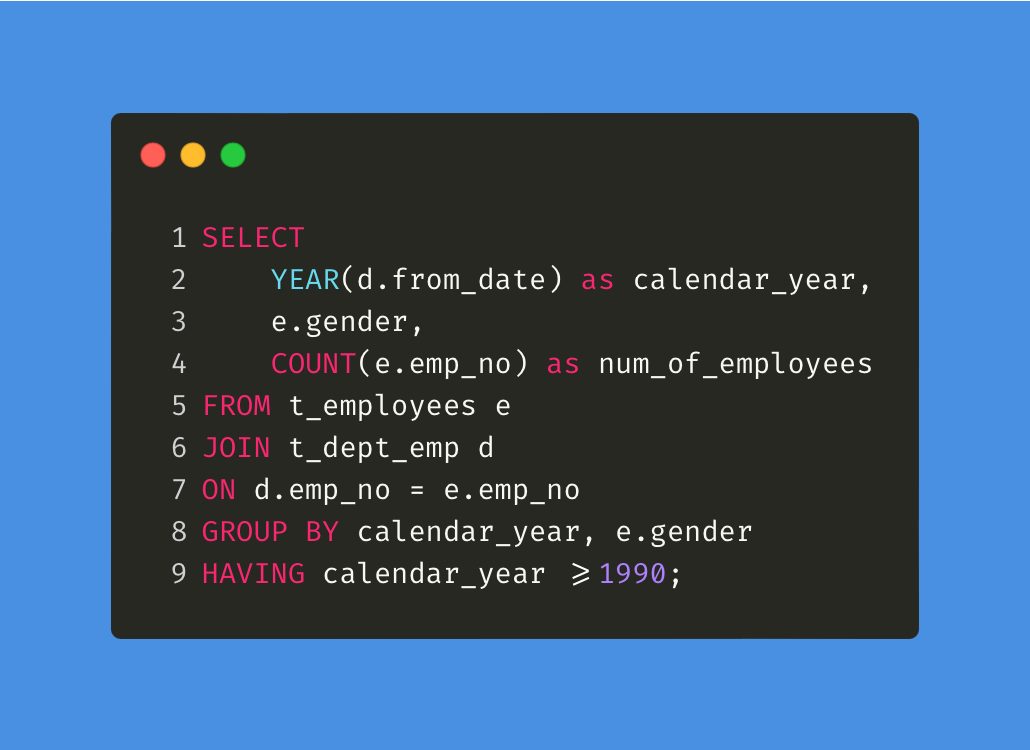 1 SELECT
2     YEAR(d.from_date) as calendar_year,
3     e.gender,
4     COUNT(e.emp_no) as num_of_employees
5 FROM t_employees e
6 JOIN t_dept_emp d
7 ON d.emp_no = e.emp_no
8 GROUP BY calendar_year, e.gender
9 HAVING calendar_year >=1990;